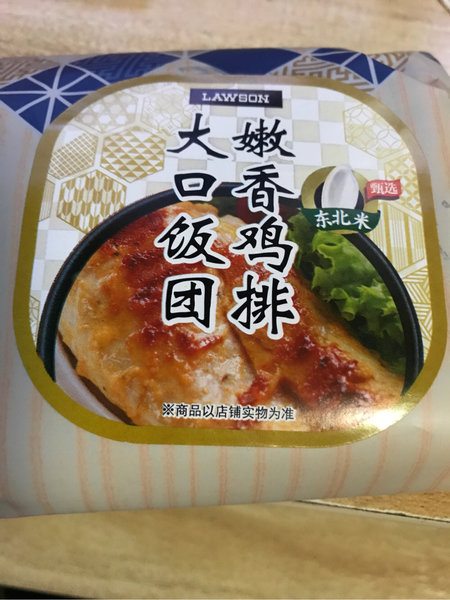 LAWSON
嫩香鸡排
大口饭团
甄选
东北米
※商品以店铺实物为准